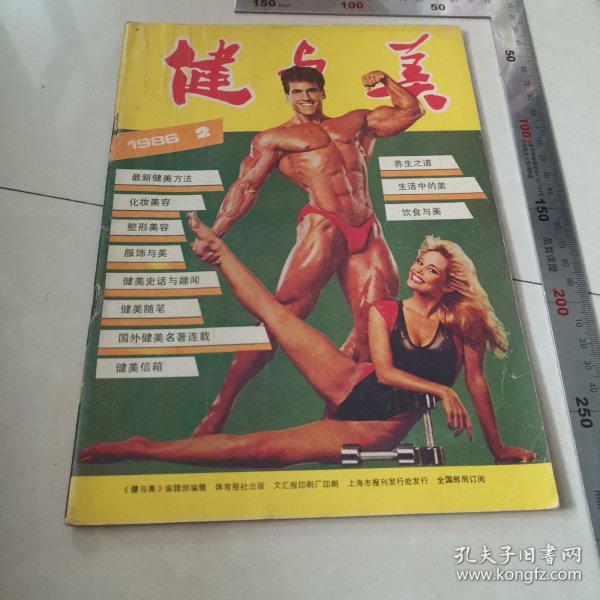 150 mm
100
50
健与美
1986 2
最新健美方法
化妆美容
整形美容
服饰与美
健美史话与趣闻
健美随笔
国外健美名著连载
健美信箱
养生之道
生活中的美
饮食与美
《健与美》编辑部编辑 体育报社出版 文汇报印刷厂印刷 上海市报刊发行处发行 全国邮局订阅
50
100
150
品质保障
200
250
孔夫子旧书网
www.kongfz.com